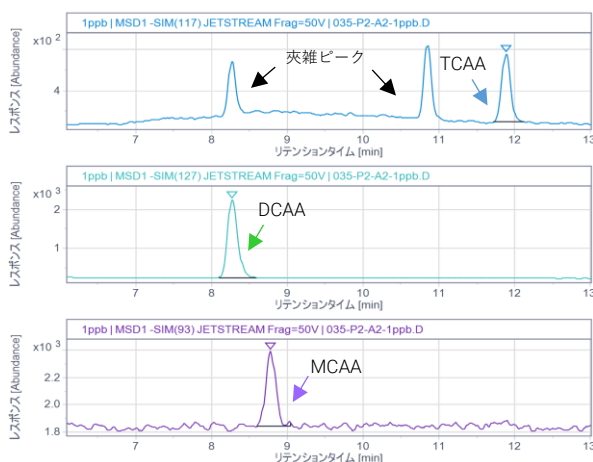 1ppb | MSD1 -SIM(117) JETSTREAM Frag=50V | 035-P2-A2-1ppb.D
レスポンス [Abundance]
x10 2
4
夾雑ピーク
TCAA
7 8 9 10 11 12 13
リテンションタイム [min]
1ppb | MSD1 -SIM(127) JETSTREAM Frag=50V | 035-P2-A2-1ppb.D
レスポンス [Abundance]
x10 3
2
1
DCAA
7 8 9 10 11 12 13
リテンションタイム [min]
1ppb | MSD1 -SIM(93) JETSTREAM Frag=50V | 035-P2-A2-1ppb.D
レスポンス [Abundance]
x10 3
2.2
2.0
1.8
MCAA
7 8 9 10 11 12 13
リテンションタイム [min]